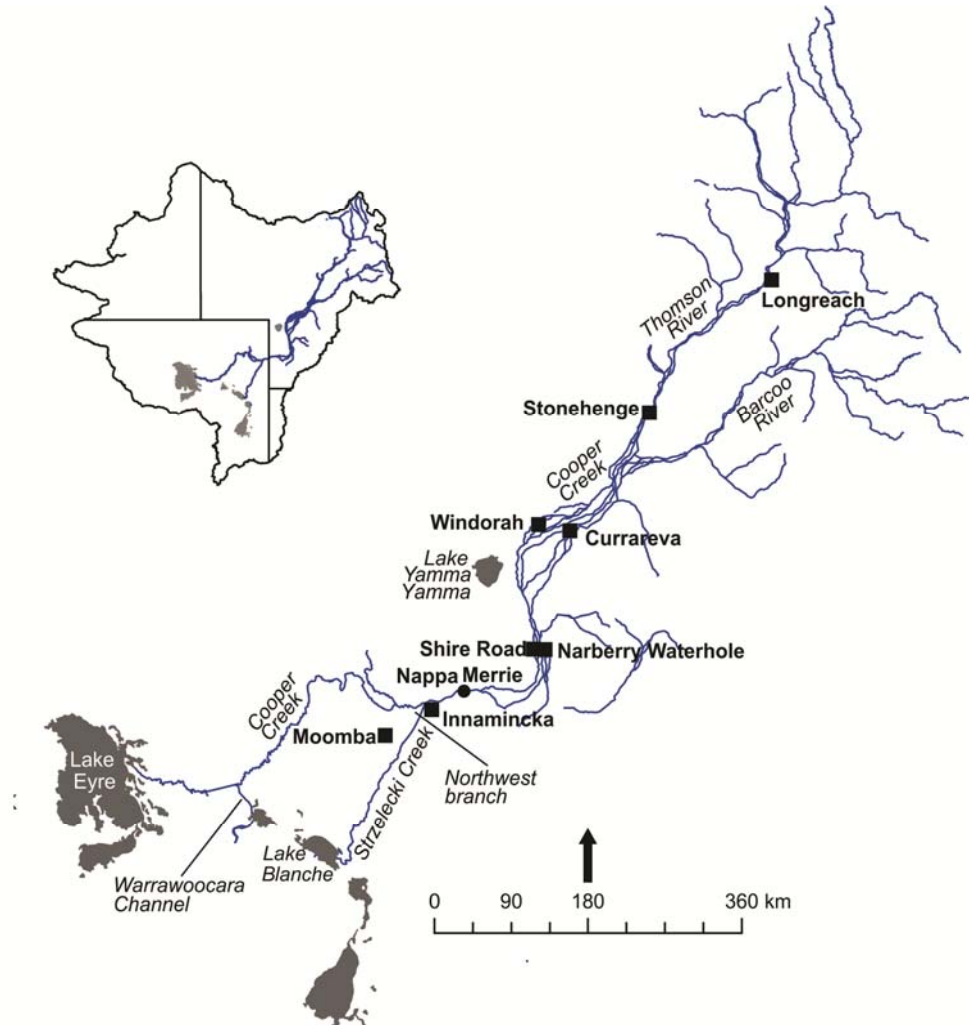 Longreach
Thomson
River
Barcoo
River
Stonehenge
Cooper
Creek
Windorah
Currareva
Lake
Yamma
Yamma
Shire Road
Narberry Waterhole
Nappa Merrie
Cooper
Creek
Innamincka
Moomba
Lake
Eyre
Strzelecki Creek
Northwest
branch
Lake
Blanche
Warrawoocara
Channel
0 90 180 360 km